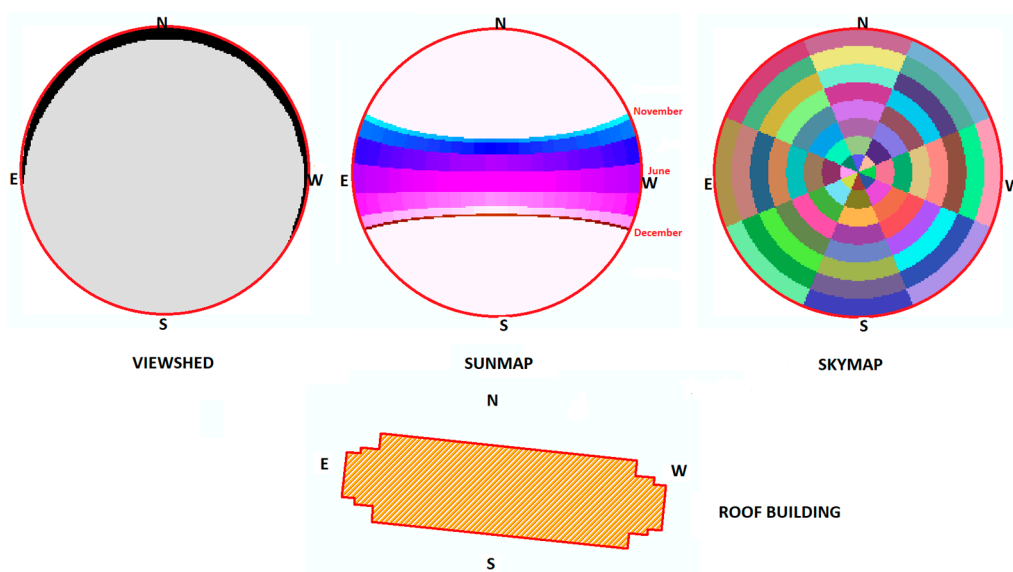 N
E
W
S
VIEWSHED
N
November
E
June
W
December
S
SUNMAP
N
E
W
S
SKYMAP
N
E
W
S
ROOF BUILDING